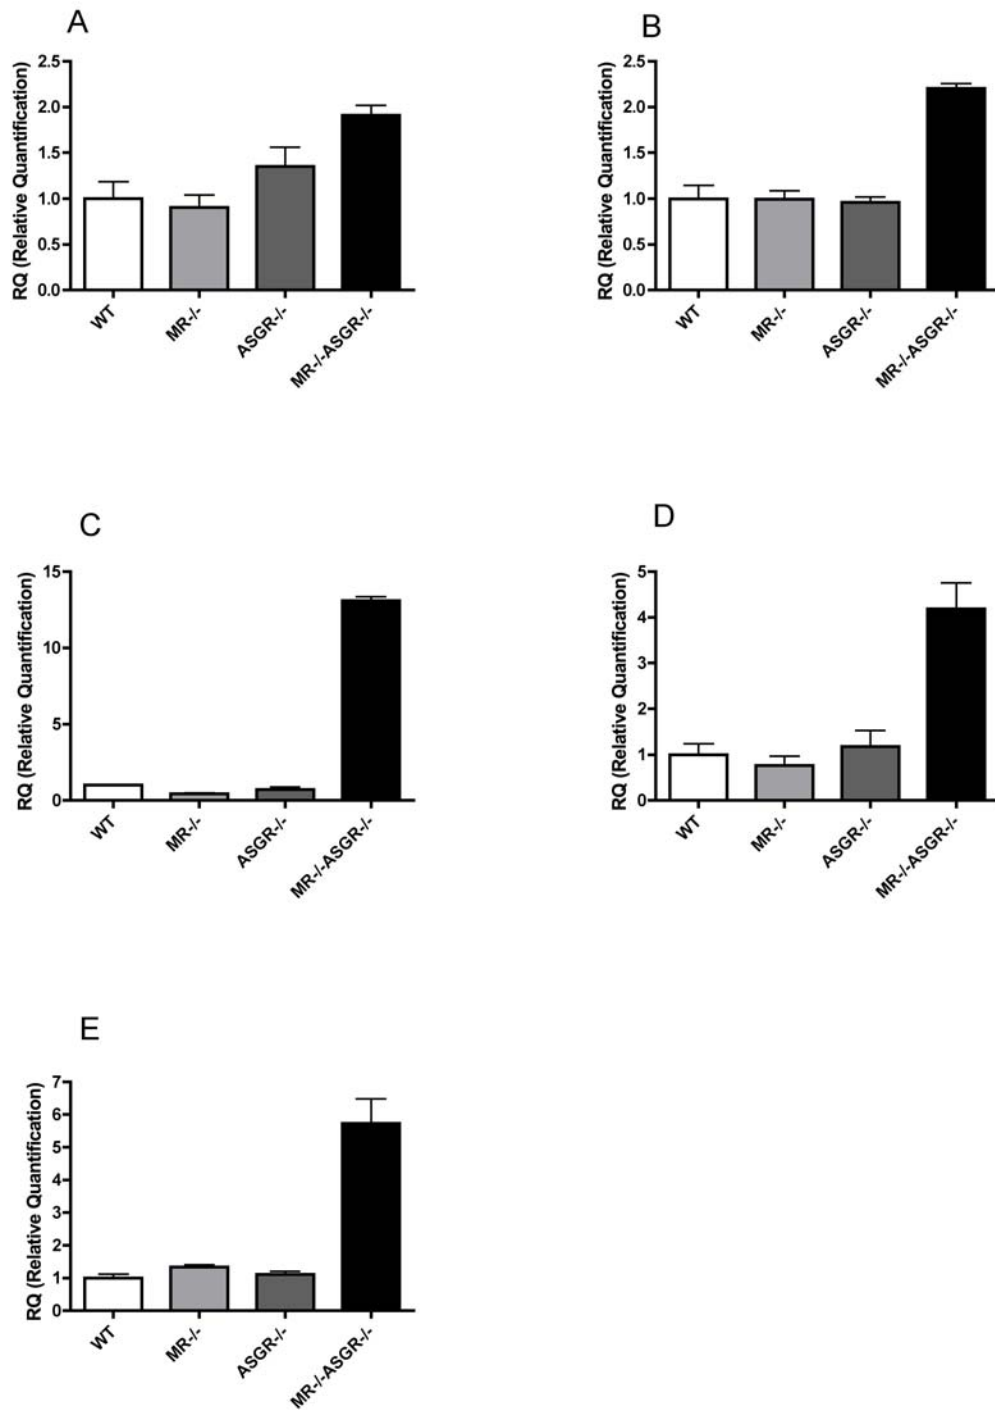 A
RQ (Relative Quantification)
2.5
2.0
1.5
1.0
0.5
0.0
WT
MR-/-
ASGR-/-
MR-/-ASGR-/-
B
RQ (Relative Quantification)
2.5
2.0
1.5
1.0
0.5
0.0
WT
MR-/-
ASGR-/-
MR-/-ASGR-/-
C
RQ (Relative Quantification)
15
10
5
0
WT
MR-/-
ASGR-/-
MR-/-ASGR-/-
D
RQ (Relative Quantification)
5
4
3
2
1
0
WT
MR-/-
ASGR-/-
MR-/-ASGR-/-
E
RQ (Relative Quantification)
7
6
5
4
3
2
1
0
WT
MR-/-
ASGR-/-
MR-/-ASGR-/-